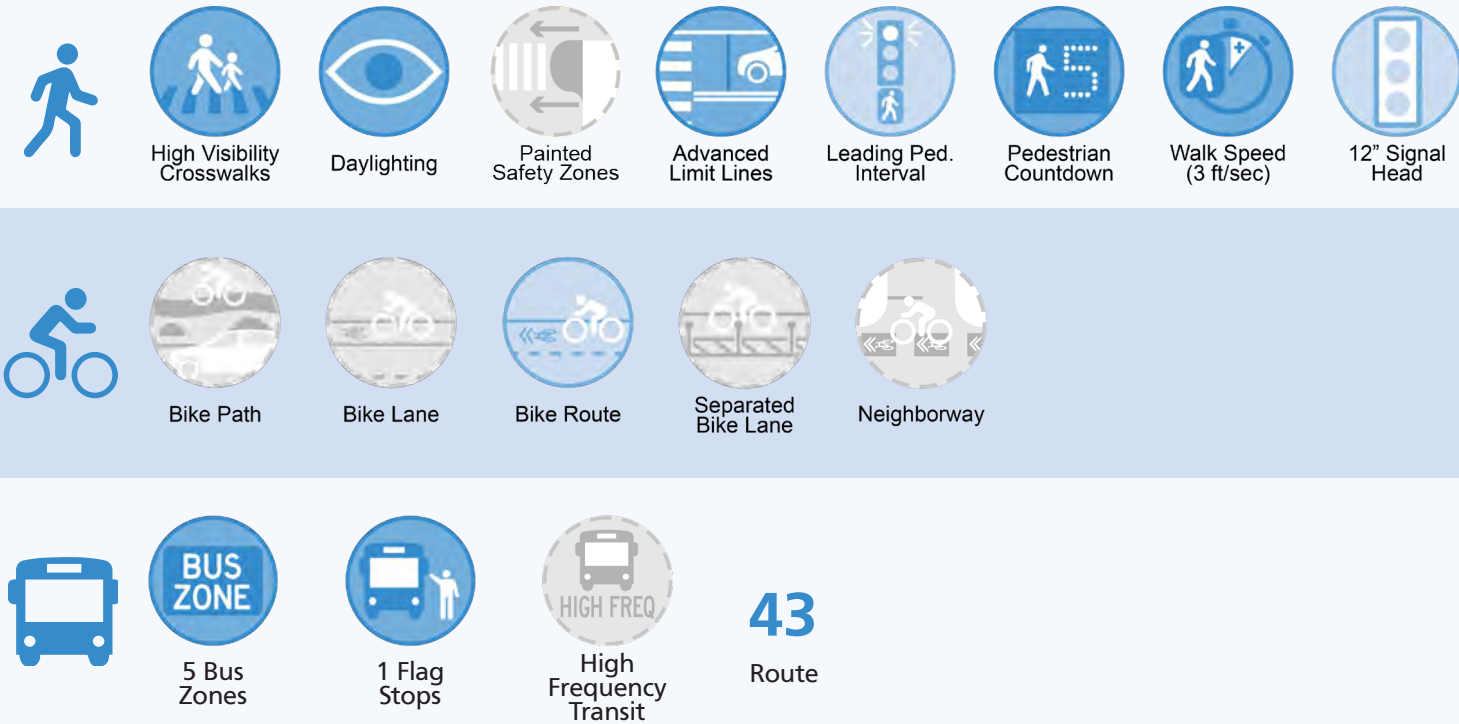 High Visibility
Crosswalks
Daylighting
Painted
Safety Zones
Advanced
Limit Lines
Leading Ped.
Interval
5
Pedestrian
Countdown
Walk Speed
(3 ft/sec)
12” Signal
Head
Bike Path
Bike Lane
Bike Route
Separated
Bike Lane
Neighborway
BUS
ZONE
5 Bus
Zones
1 Flag
Stops
HIGH FREQ
High
Frequency
Transit
43
Route